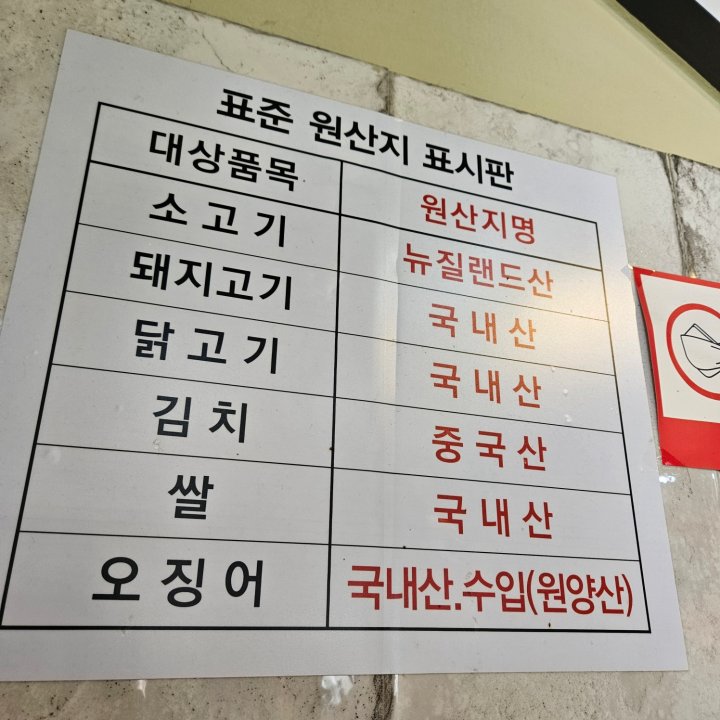 표준 원산지 표시판
대상품목 원산지명
소고기 뉴질랜드산
돼지고기 국내산
닭고기 국내산
김치 중국산
쌀 국내산
오징어 국내산.수입(원양산)